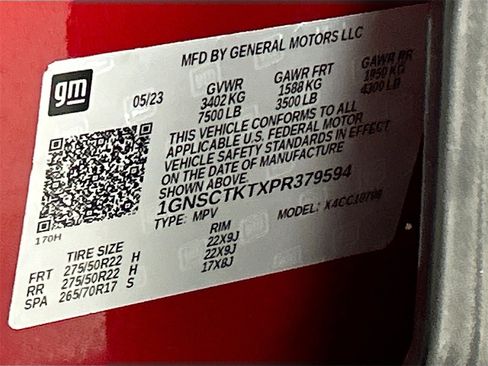 MFD BY GENERAL MOTORS LLC
gm
05/23
GVWR GAWR FRT GAWR RR
3402 KG 1588 KG 1950 KG
7500 LB 3500 LB 4300 LB
THIS VEHICLE CONFORMS TO ALL
APPLICABLE U.S. FEDERAL MOTOR
VEHICLE SAFETY STANDARDS IN EFFECT
ON THE DATE OF MANUFACTURE
SHOWN ABOVE.
1GNSCTKTXPR379594
TYPE: MPV MODEL:
170H
TIRE SIZE RIM
FRT 275/50R22 H 22X9J
RR 275/50R22 H 22X9J
SPA 265/70R17 S 17X8J